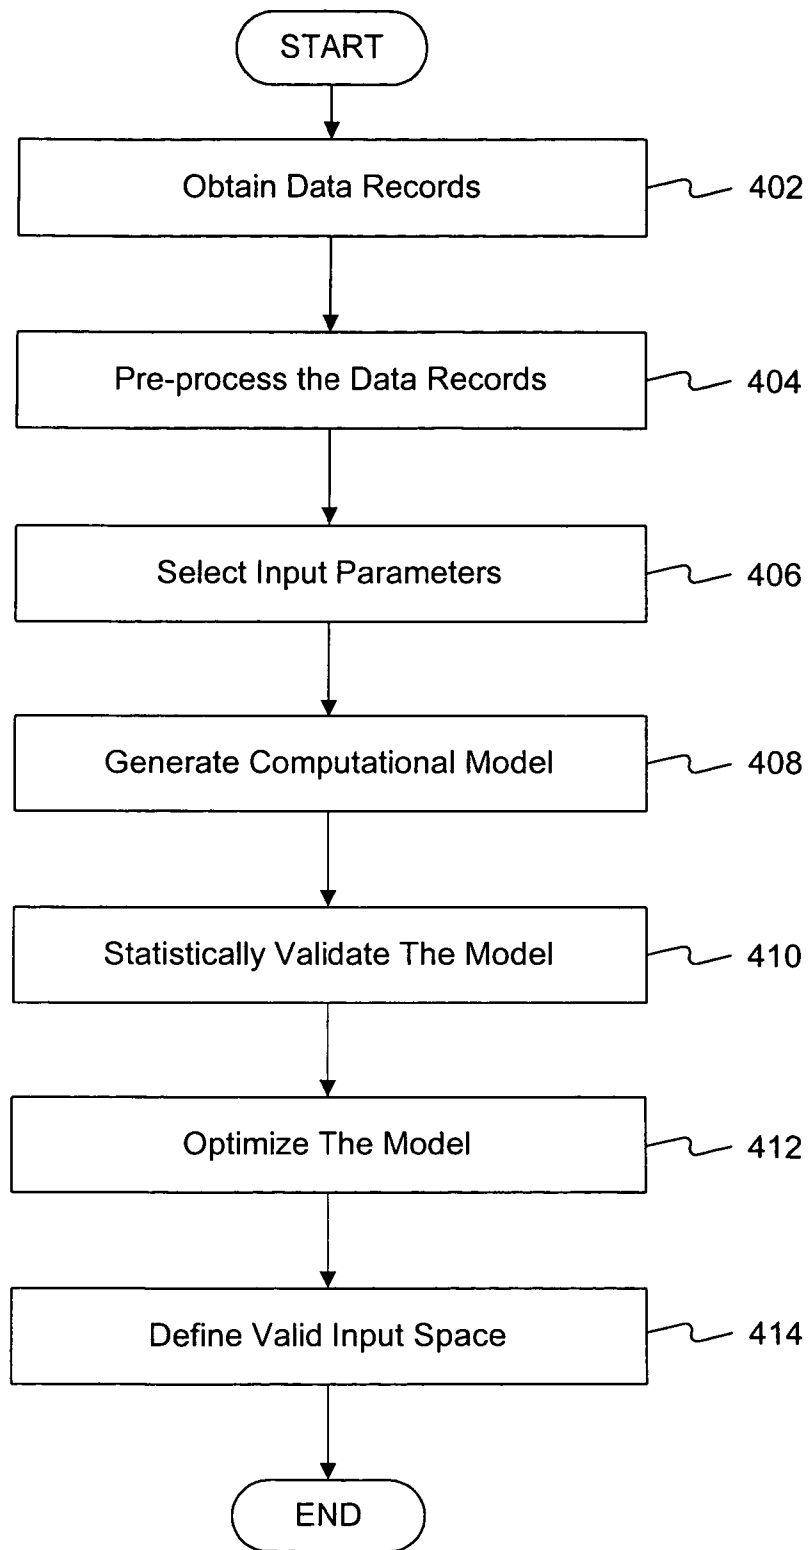 START
Obtain Data Records
402
Pre-process the Data Records
404
Select Input Parameters
406
Generate Computational Model
408
Statistically Validate The Model
410
Optimize The Model
412
Define Valid Input Space
414
END